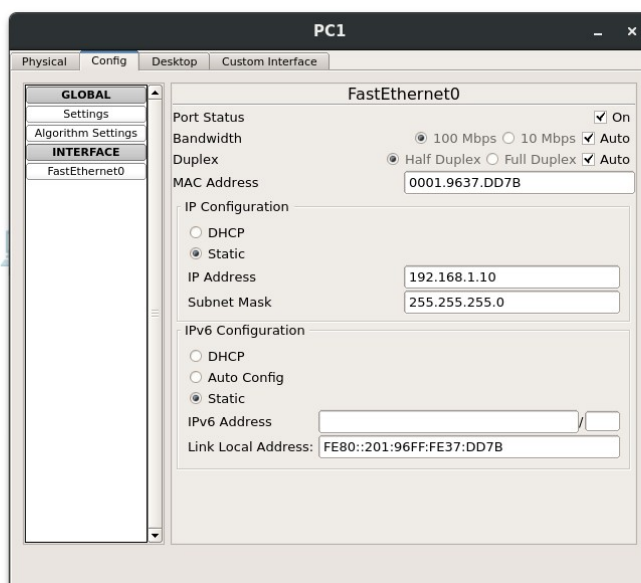 PC1
Physical Config Desktop Custom Interface
GLOBAL
Settings
Algorithm Settings
INTERFACE
FastEthernet0
FastEthernet0
Port Status On
Bandwidth 100 Mbps 10 Mbps Auto
Duplex Half Duplex Full Duplex Auto
MAC Address 0001.9637.DD7B
IP Configuration
DHCP
Static
IP Address 192.168.1.10
Subnet Mask 255.255.255.0
IPv6 Configuration
DHCP
Auto Config
Static
IPv6 Address /
Link Local Address: FE80::201:96FF:FE37:DD7B